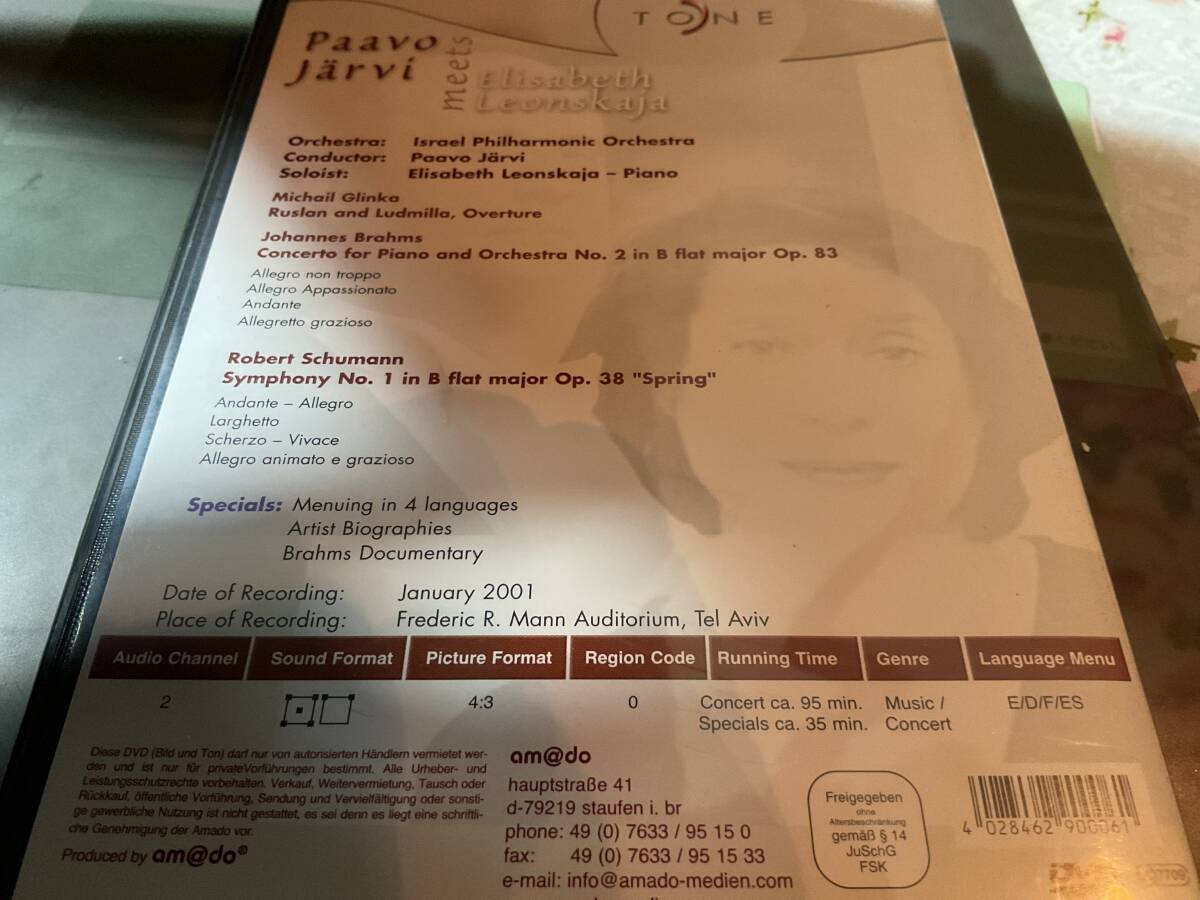 TONE
Paavo
Järvi
meets
Elisabeth
Leonskaja
Orchestra: Israel Philharmonic Orchestra
Conductor: Paavo Järvi
Soloist: Elisabeth Leonskaja – Piano
Michail Glinka
Ruslan and Ludmilla, Overture
Johannes Brahms
Concerto for Piano and Orchestra No. 2 in B flat major Op. 83
Allegro non troppo
Allegro Appassionato
Andante
Allegretto grazioso
Robert Schumann
Symphony No. 1 in B flat major Op. 38 "Spring"
Andante – Allegro
Larghetto
Scherzo – Vivace
Allegro animato e grazioso
Specials: Menuing in 4 languages
Artist Biographies
Brahms Documentary
Date of Recording: January 2001
Place of Recording: Frederic R. Mann Auditorium, Tel Aviv
Audio Channel Sound Format Picture Format Region Code Running Time Genre Language Menu
2 4:3 0 Concert ca. 95 min. Music / E/D/F/ES
Specials ca. 35 min. Concert
Diese DVD (Bild und Ton) darf nur von autorisierten Händlern vermietet wer-
den und ist nur für privateVorführungen bestimmt. Alle Urheber- und
Leistungsschutzrechte vorbehalten. Verkauf, Weitervermietung, Tausch oder
Rückkauf, öffentliche Vorführung, Sendung und Vervielfältigung oder sonsti-
ge gewerbliche Nutzung ist nicht gestattet, es sei denn es liegt eine schriftli-
che Genehmigung der Amado vor.
Produced by am@do®
am@do
hauptstraße 41
d-79219 staufen i. br
phone: 49 (0) 7633 / 95 15 0
fax: 49 (0) 7633 / 95 15 33
e-mail: info@amado-medien.com
Freigegeben
ohne
Altersbeschränkung
gemäß § 14
JuSchG
FSK
4 028462 900061